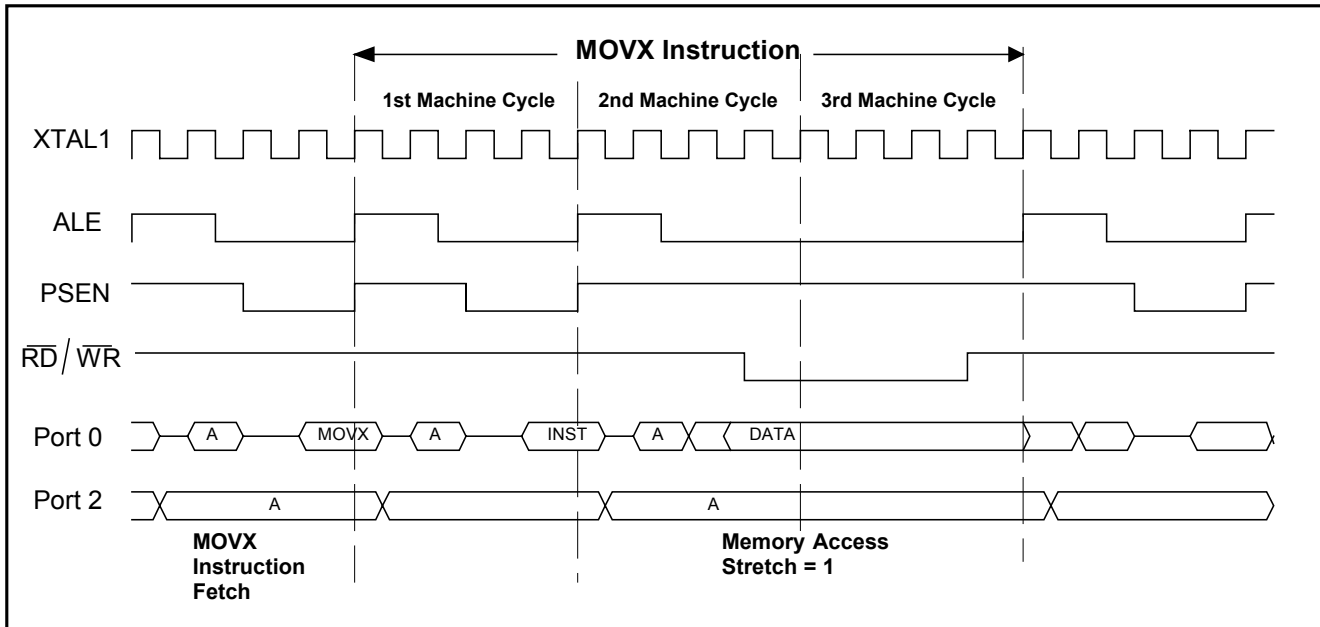 MOVX Instruction
1st Machine Cycle
2nd Machine Cycle
3rd Machine Cycle
XTAL1
ALE
PSEN
RD/WR
Port 0
A
MOVX
A
INST
A
DATA
Port 2
A
A
MOVX
Instruction
Fetch
Memory Access
Stretch = 1